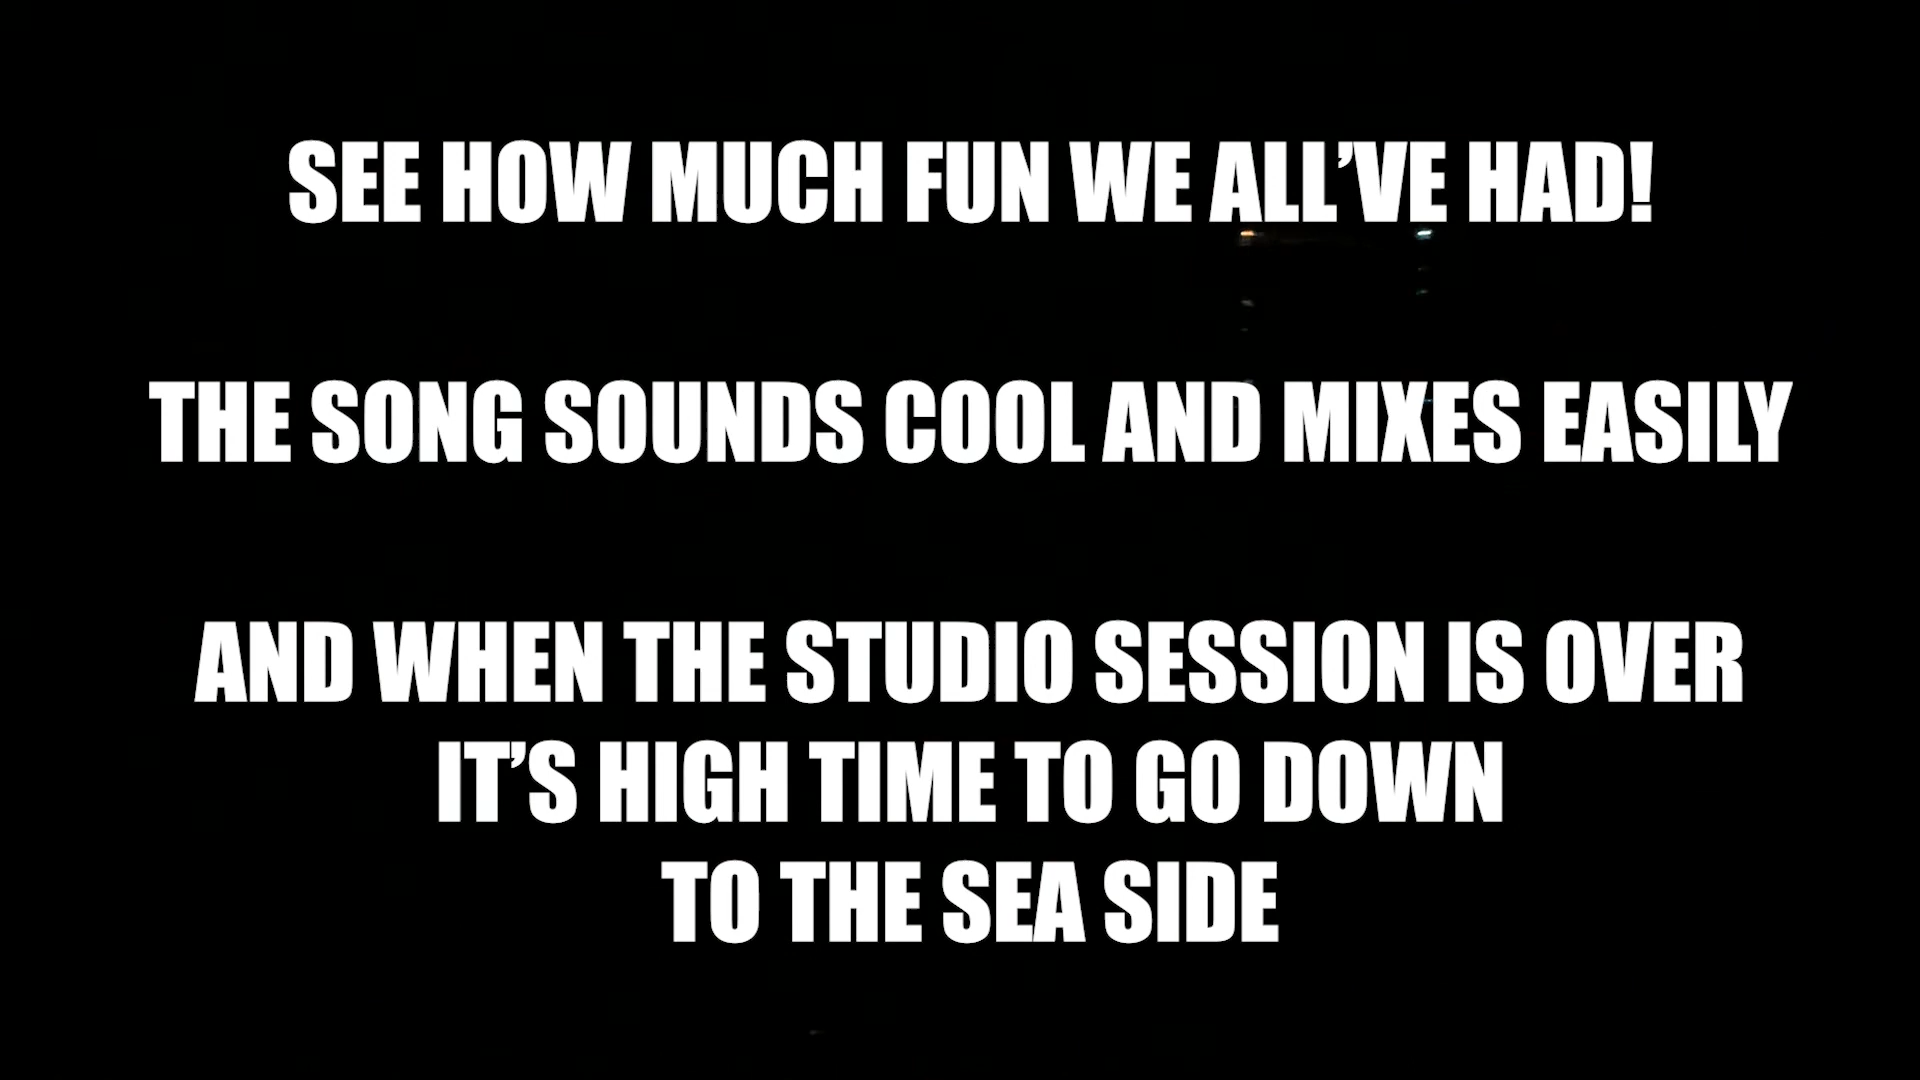 SEE HOW MUCH FUN WE ALL’VE HAD!
THE SONG SOUNDS COOL AND MIXES EASILY
AND WHEN THE STUDIO SESSION IS OVER
IT’S HIGH TIME TO GO DOWN
TO THE SEA SIDE